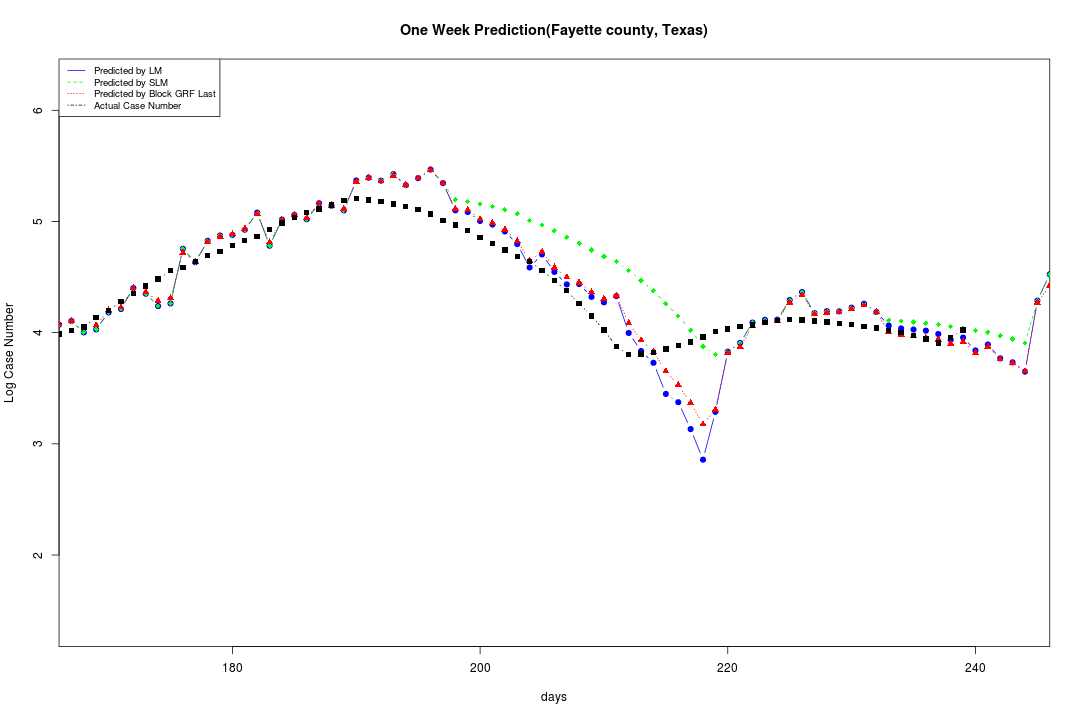 One Week Prediction(Fayette county, Texas)
Predicted by LM
Predicted by SLM
Predicted by Block GRF Last
Actual Case Number
Log Case Number
6
5
4
3
2
180
200
220
240
days